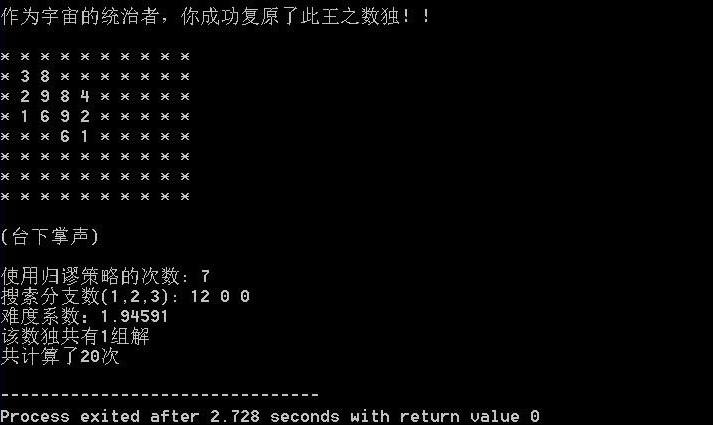 作为宇宙的统治者，你成功复原了此王之数独！！
* * * * * * * * * *
* 3 8 * * * * * * *
* 2 9 8 4 * * * * *
* 1 6 9 2 * * * * *
* * * 6 1 * * * * *
* * * * * * * * * *
* * * * * * * * * *
* * * * * * * * * *
(台下掌声)
使用归谬策略的次数: 7
搜索分支数(1,2,3): 12 0 0
难度系数: 1.94591
该数独共有1组解
共计算了20次
--------------------------------
Process exited after 2.728 seconds with return value 0